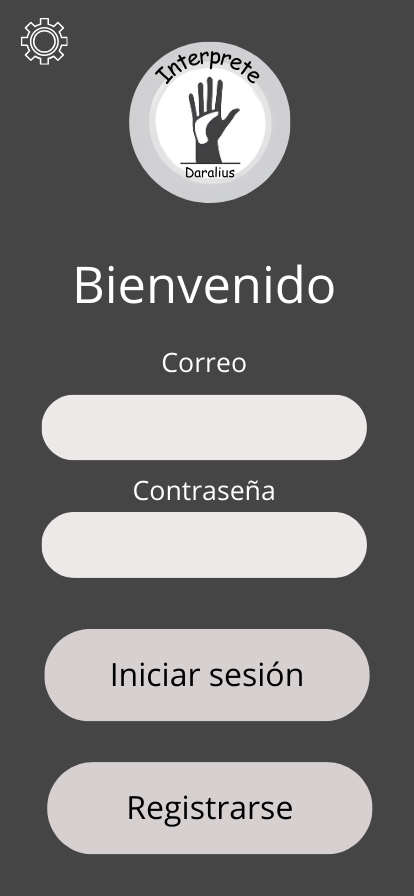 Interprete
Daralius
Bienvenido
Correo
Contraseña
Iniciar sesión
Registrarse